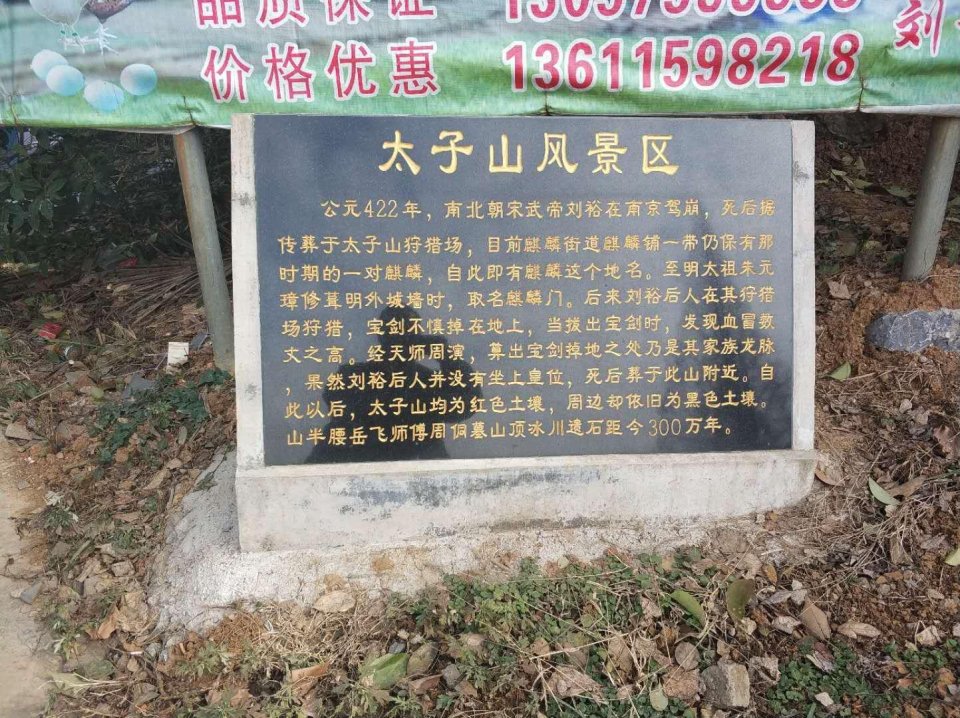 品质保证
价格优惠 13611598218
刘
太子山风景区
公元422年，南北朝宋武帝刘裕在南京驾崩，死后据
传葬于太子山狩猎场，目前麒麟街道麒麟铺一带仍保有那
时期的一对麒麟，自此即有麒麟这个地名。至明太祖朱元
璋修葺明外城墙时，取名麒麟门。后来刘裕后人在其狩猎
场狩猎，宝剑不慎掉在地上，当拔出宝剑时，发现血冒数
丈之高。经天师周演，算出宝剑掉地之处乃是其家族龙脉
，果然刘裕后人并没有坐上皇位，死后葬于此山附近。自
此以后，太子山均为红色土壤，周边却依旧为黑色土壤。
山半腰岳飞师傅周侗墓山顶冰川遗石距今300万年。